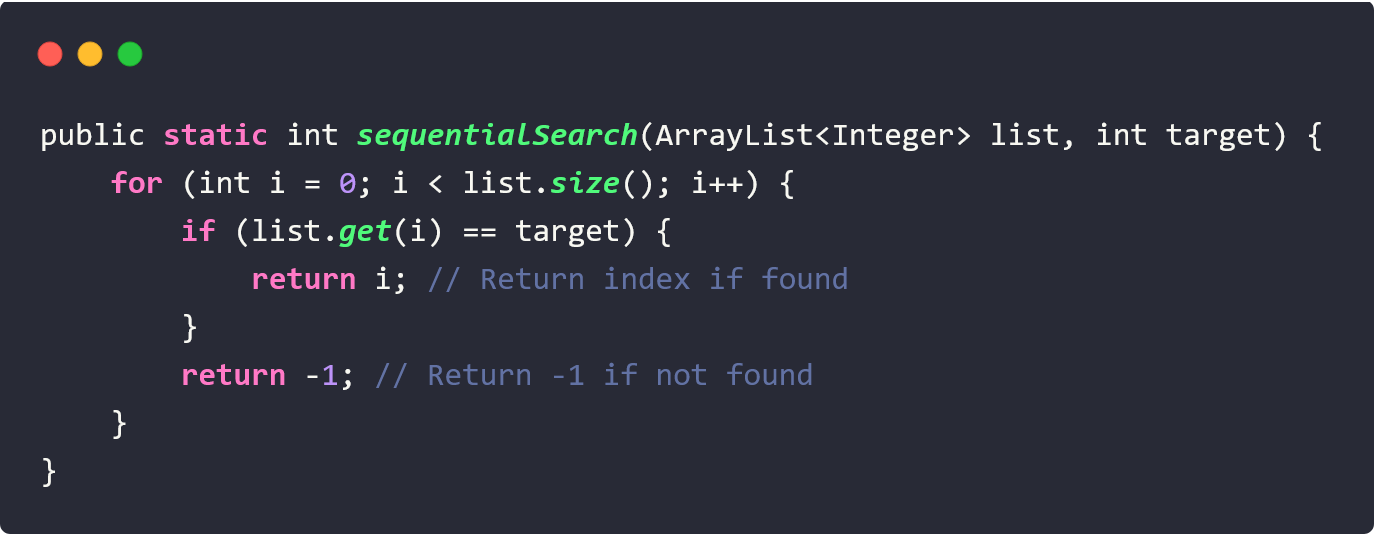 public static int sequentialSearch(ArrayList<Integer> list, int target) {
    for (int i = 0; i < list.size(); i++) {
        if (list.get(i) == target) {
            return i; // Return index if found
        }
        return -1; // Return -1 if not found
    }
}